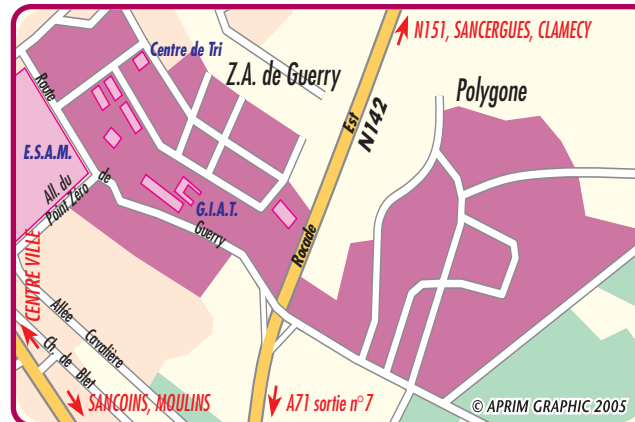 N151, SANCERGUES, CLAMECY
Centre de Tri
Z.A. de Guerry
Polygone
Route
de
Guerry
E.S.A.M.
All. du
Point Zéro
G.I.A.T.
Rocade
Est
N142
CENTRE VILLE
Allée Cavalière
Ch. de Blet
SANCOINS, MOULINS
A71 sortie n°7
© APRIM GRAPHIC 2005